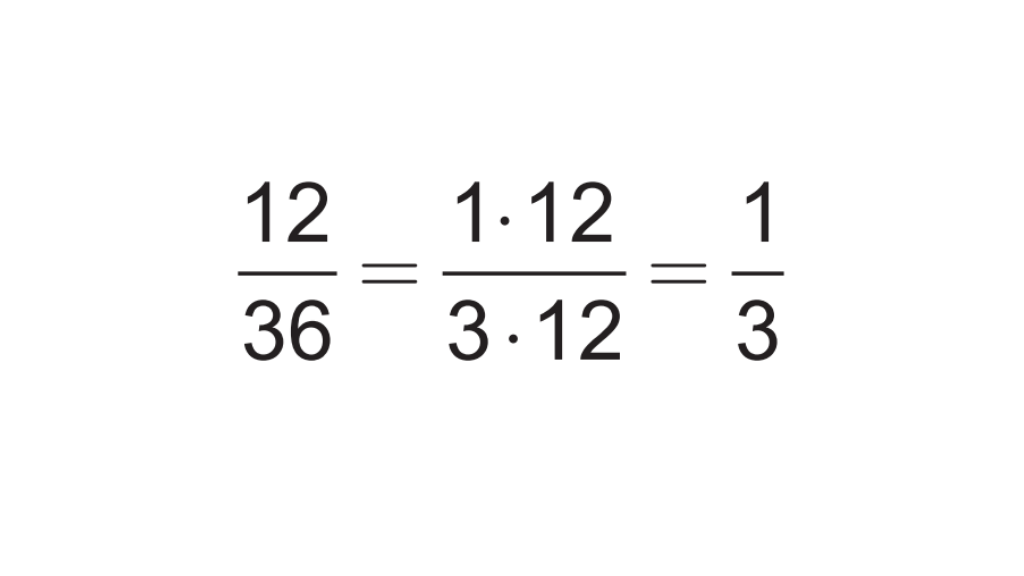 12/36 = 1·12/3·12 = 1/3